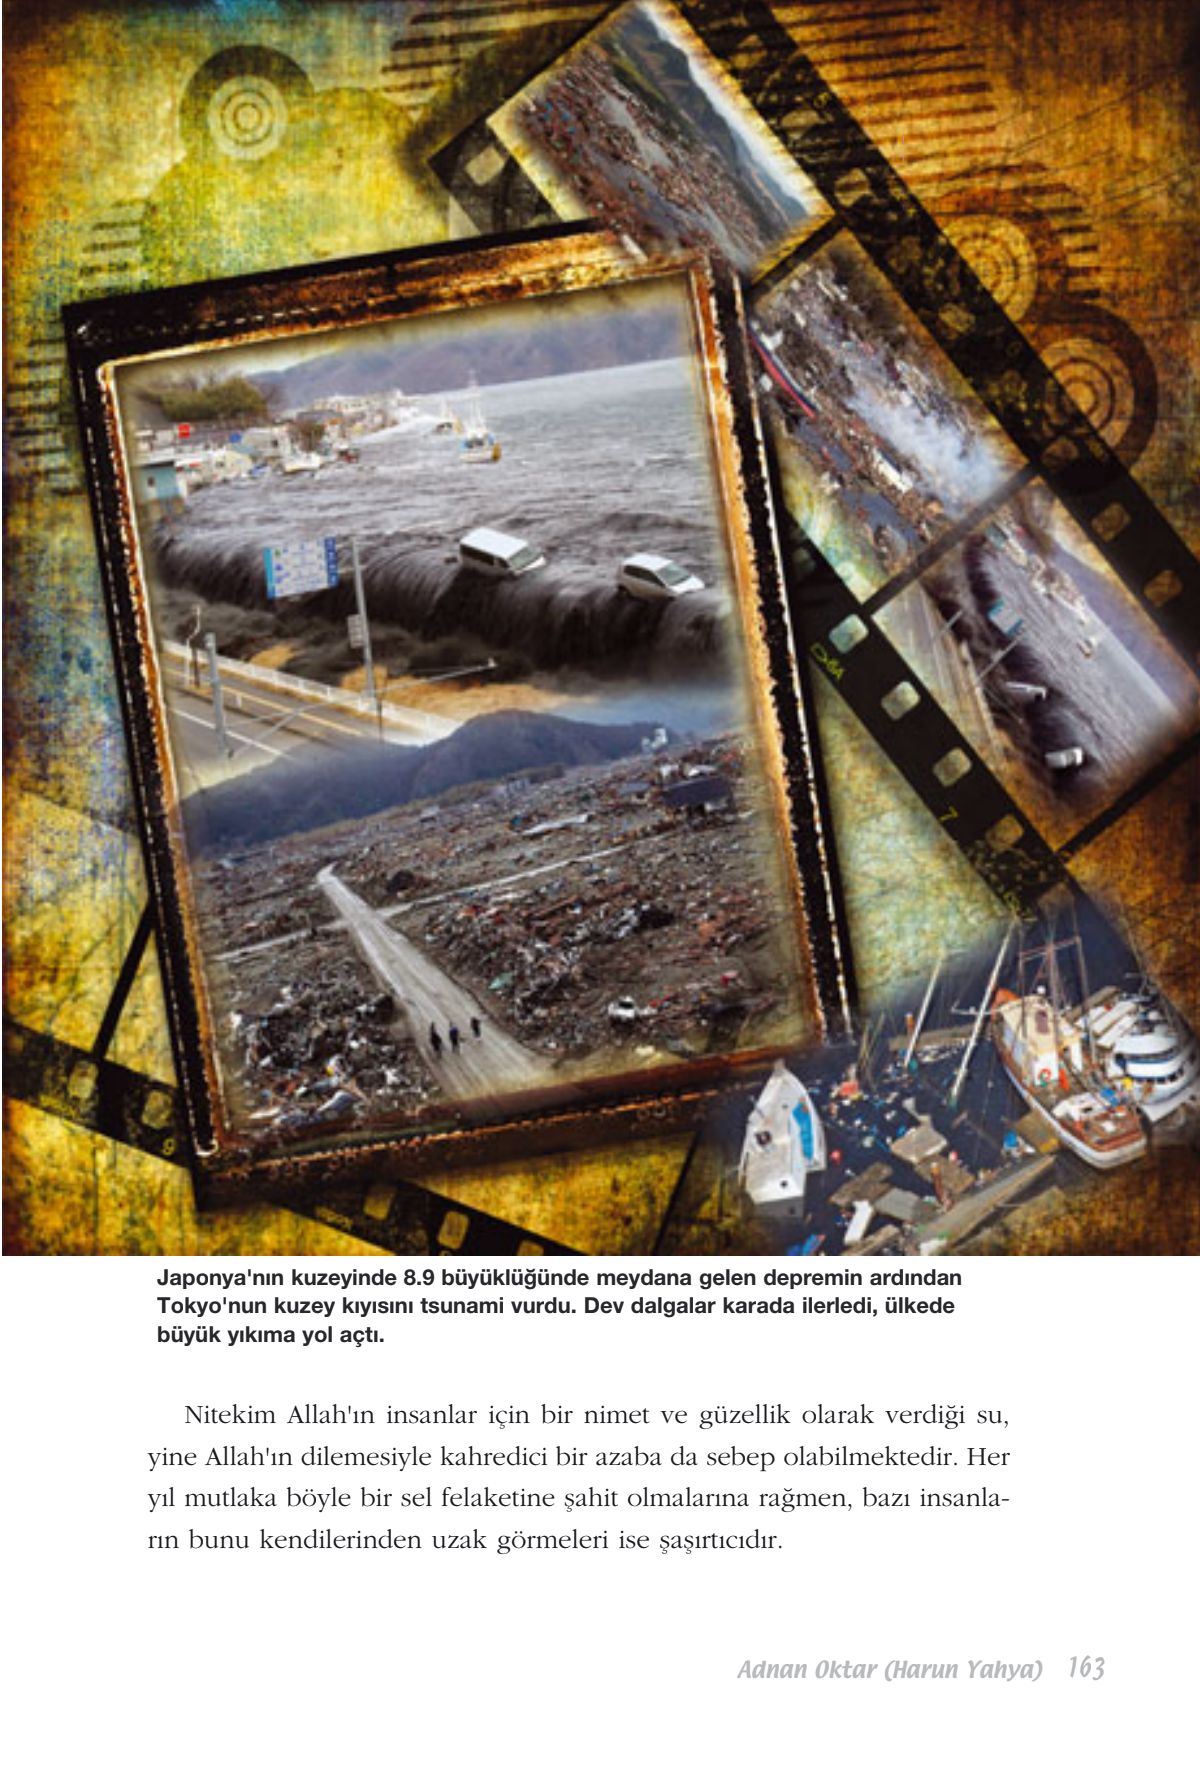 Japonya'nın kuzeyinde 8.9 büyüklüğünde meydana gelen depremin ardından
Tokyo'nun kuzey kıyısını tsunami vurdu. Dev dalgalar karada ilerledi, ülkede
büyük yıkıma yol açtı.
Nitekim Allah'ın insanlar için bir nimet ve güzellik olarak verdiği su,
yine Allah'ın dilemesiyle kahredici bir azaba da sebep olabilmektedir. Her
yıl mutlaka böyle bir sel felaketine şahit olmalarına rağmen, bazı insanla-
rın bunu kendilerinden uzak görmeleri ise şaşırtıcıdır.
Adnan Oktar (Harun Yahya) 163